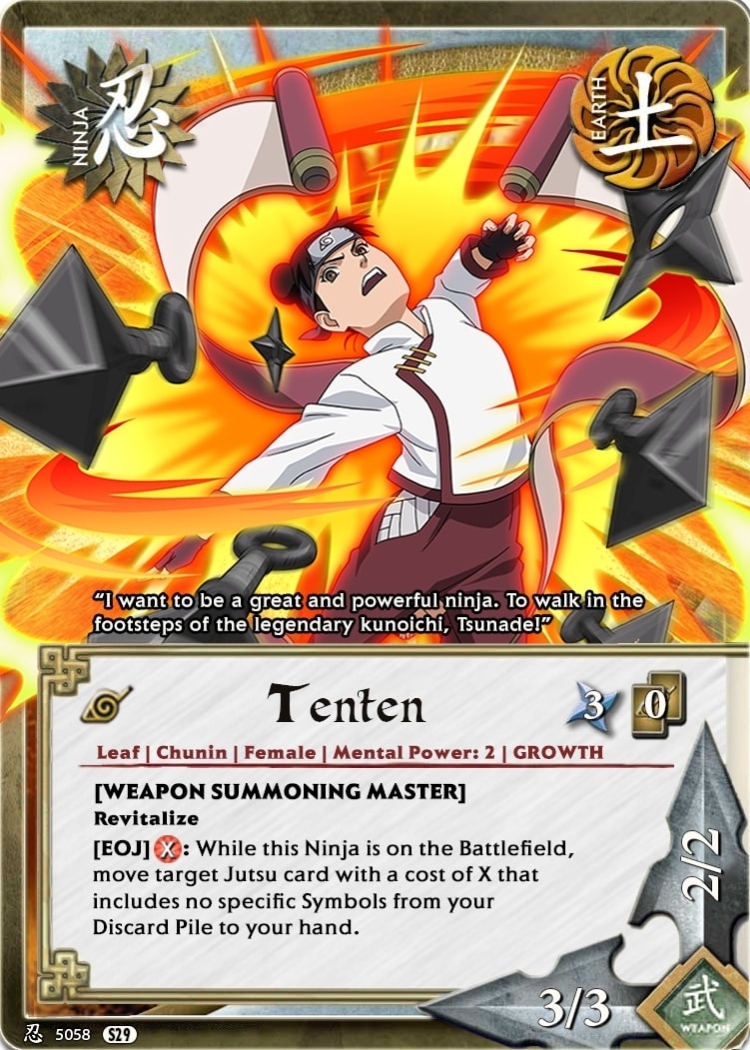 忍
NINJA
土
EARTH
"I want to be a great and powerful ninja. To walk in the
footsteps of the legendary kunoichi, Tsunade!"
Tenten
3
0
Leaf | Chunin | Female | Mental Power: 2 | GROWTH
[WEAPON SUMMONING MASTER]
Revitalize
[EOJ] X: While this Ninja is on the Battlefield,
move target Jutsu card with a cost of X that
includes no specific Symbols from your
Discard Pile to your hand.
2/2
3/3
武
WEAPON
忍 5058 S29